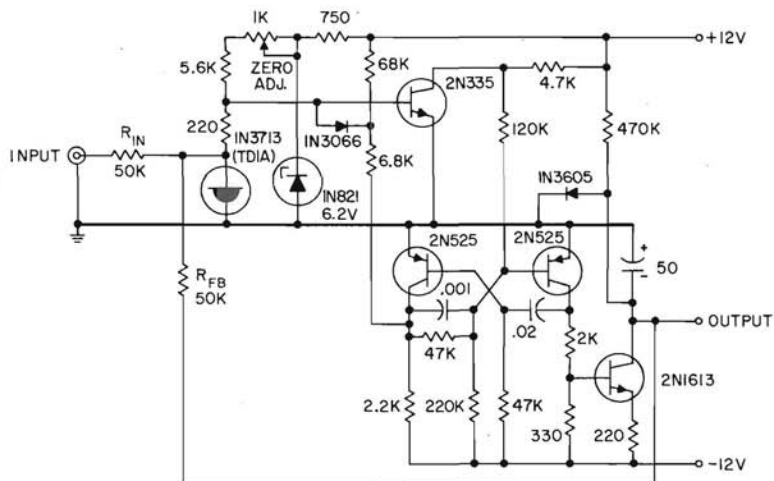 1K
750
+12V
5.6K
ZERO
ADJ.
68K
2N335
4.7K
220
1N3713
(TD1A)
1N3066
120K
470K
INPUT
RIN
50K
6.8K
1N3605
1N821
6.2V
2N525
2N525
+
50
-
RFB
50K
.001
.02
OUTPUT
47K
2K
2N1613
2.2K
220K
47K
330
220
-12V